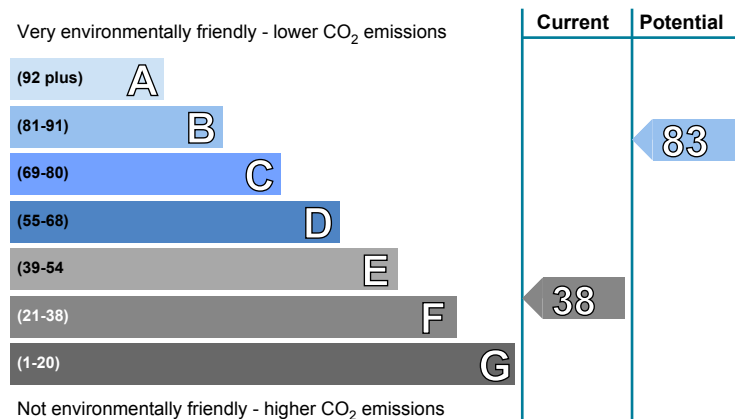 Very environmentally friendly - lower CO₂ emissions
Current
Potential
(92 plus) A
(81-91) B
83
(69-80) C
(55-68) D
(39-54 E
38
(21-38) F
(1-20) G
Not environmentally friendly - higher CO₂ emissions